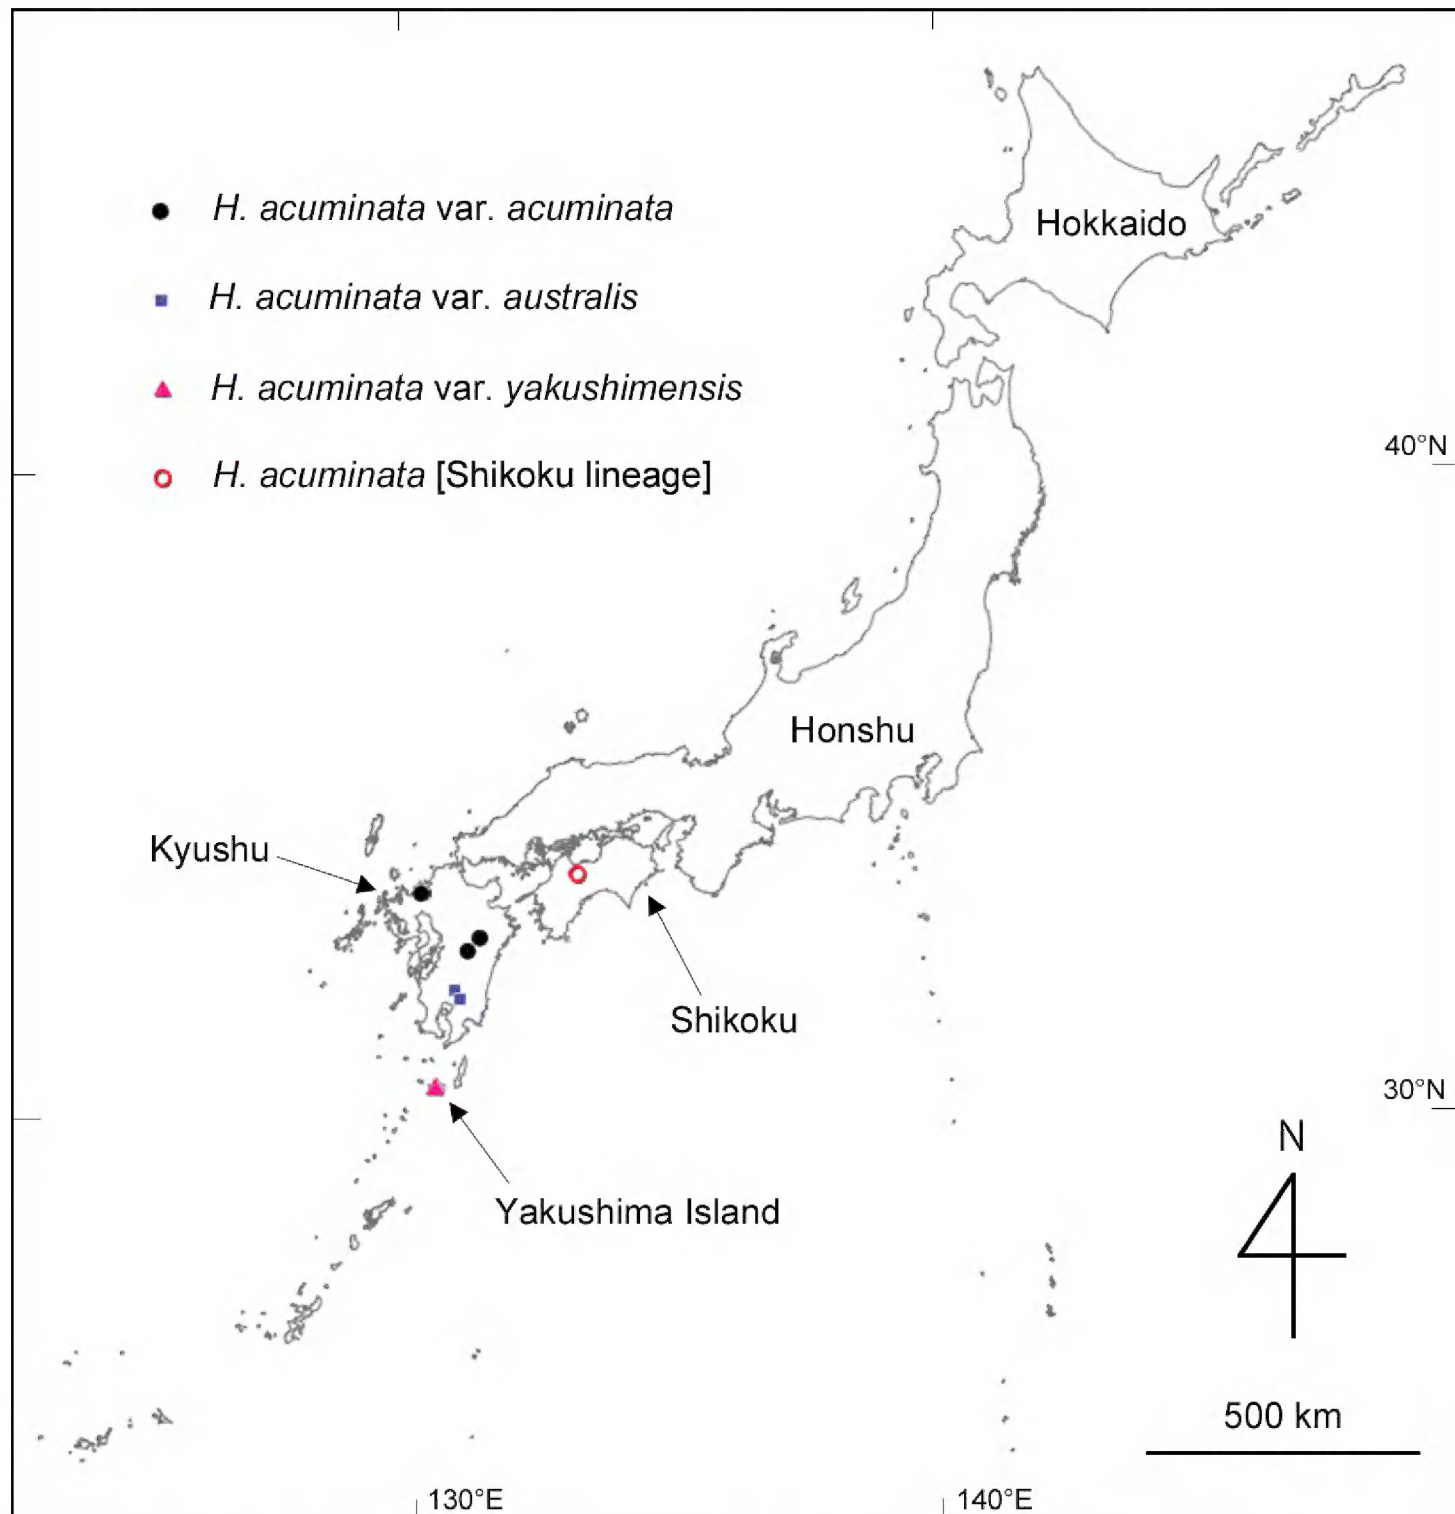 H. acuminata var. acuminata
H. acuminata var. australis
H. acuminata var. yakushimensis
H. acuminata [Shikoku lineage]
Hokkaido
40°N
Honshu
Kyushu
Shikoku
30°N
N
Yakushima Island
500 km
130°E
140°E